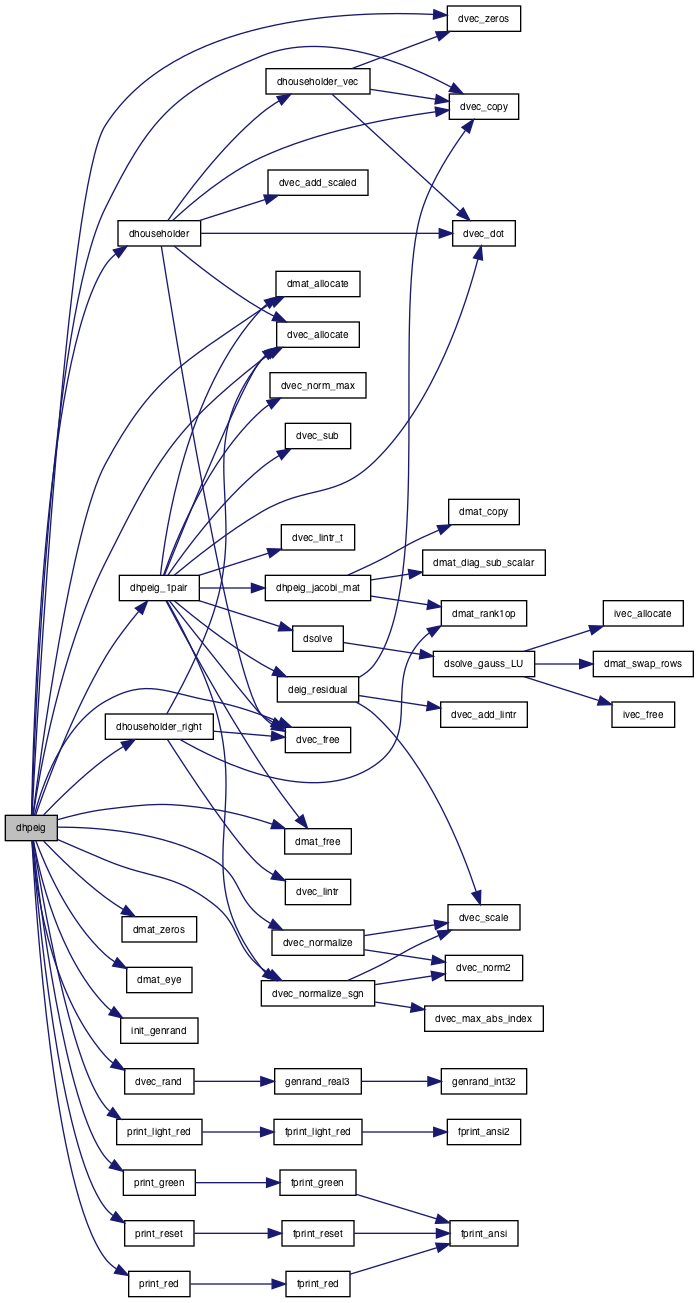 dvec_zeros
dhouseholder_vec
dvec_copy
dvec_add_scaled
dhouseholder
dvec_dot
dmat_allocate
dvec_allocate
dvec_norm_max
dvec_sub
dmat_copy
dvec_lintr_t
dmat_diag_sub_scalar
dhpeig_1pair
dhpeig_jacobi_mat
dmat_rank1op
ivec_allocate
dsolve
dsolve_gauss_LU
dmat_swap_rows
deig_residual
dvec_add_lintr
ivec_free
dhouseholder_right
dvec_free
dhpeig
dmat_free
dvec_lintr
dvec_scale
dmat_zeros
dvec_normalize
dvec_norm2
dmat_eye
dvec_normalize_sgn
dvec_max_abs_index
init_genrand
dvec_rand
genrand_real3
genrand_int32
print_light_red
fprint_light_red
fprint_ansi2
print_green
fprint_green
print_reset
fprint_reset
fprint_ansi
print_red
fprint_red